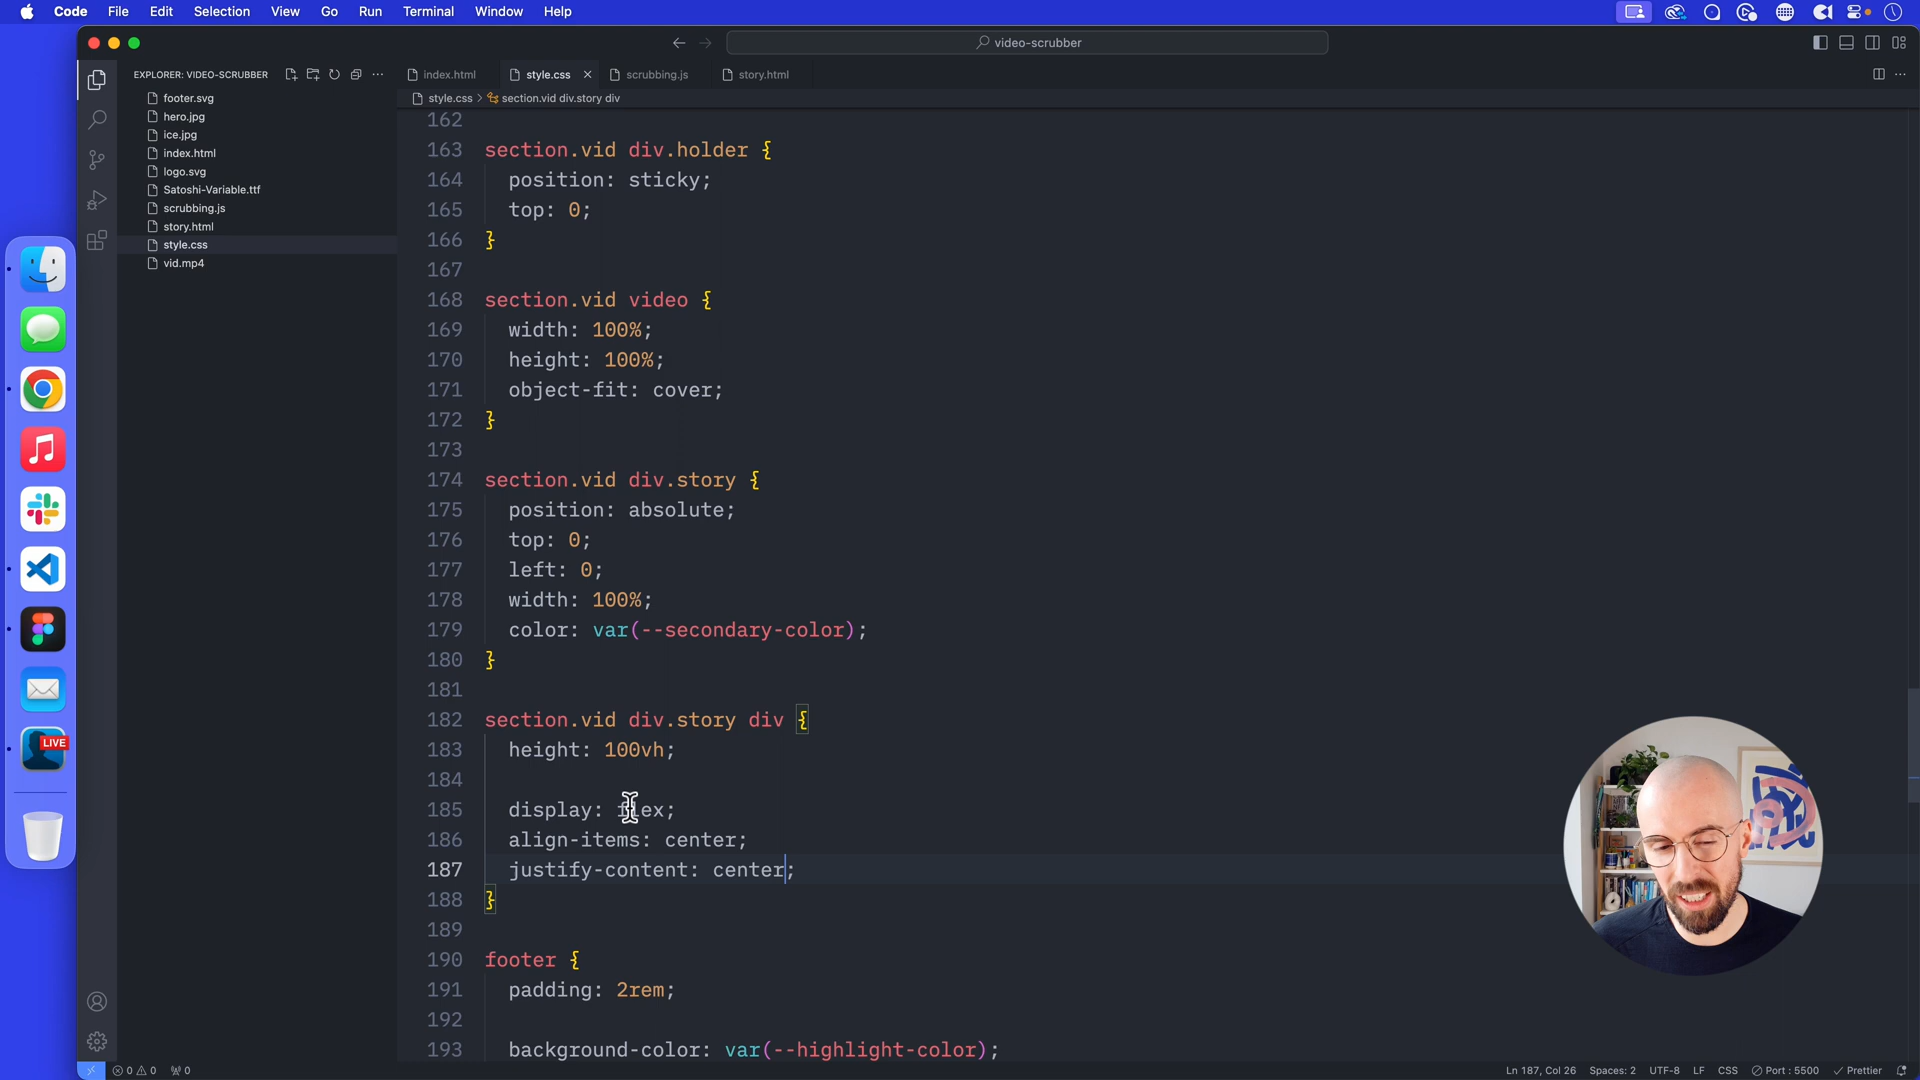 Code File Edit Selection View Go Run Terminal Window Help
video-scrubber
EXPLORER: VIDEO-SCRUBBER
footer.svg
hero.jpg
ice.jpg
index.html
logo.svg
Satoshi-Variable.ttf
scrubbing.js
story.html
style.css
vid.mp4
LIVE
index.html style.css scrubbing.js story.html
style.css > section.vid div.story div
162
163 section.vid div.holder {
164 position: sticky;
165 top: 0;
166 }
167
168 section.vid video {
169 width: 100%;
170 height: 100%;
171 object-fit: cover;
172 }
173
174 section.vid div.story {
175 position: absolute;
176 top: 0;
177 left: 0;
178 width: 100%;
179 color: var(--secondary-color);
180 }
181
182 section.vid div.story div {
183 height: 100vh;
184
185 display: flex;
186 align-items: center;
187 justify-content: center;
188 }
189
190 footer {
191 padding: 2rem;
192
193 background-color: var(--highlight-color);
0 0 0 Ln 187, Col 26 Spaces: 2 UTF-8 LF CSS Port : 5500 Prettier